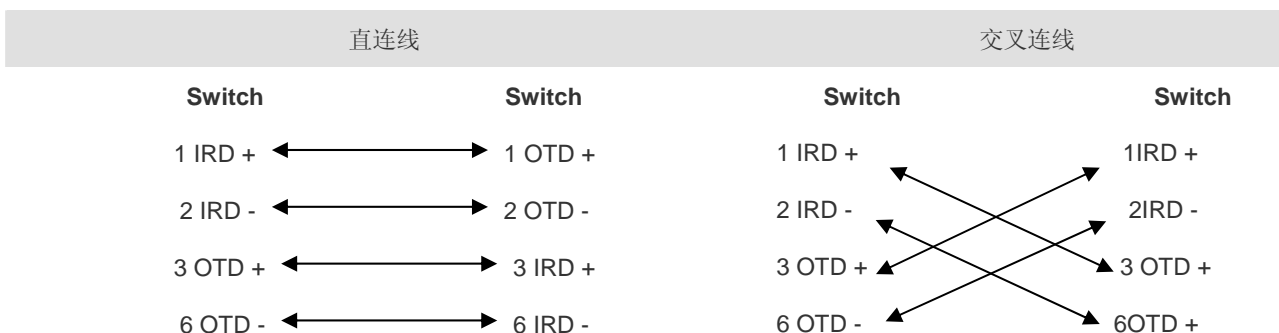 直连线 交叉连线
Switch Switch Switch Switch
1 IRD + 1 OTD + 1 IRD + 1IRD +
2 IRD - 2 OTD - 2 IRD - 2IRD -
3 OTD + 3 IRD + 3 OTD + 3 OTD +
6 OTD - 6 IRD - 6 OTD - 6OTD +